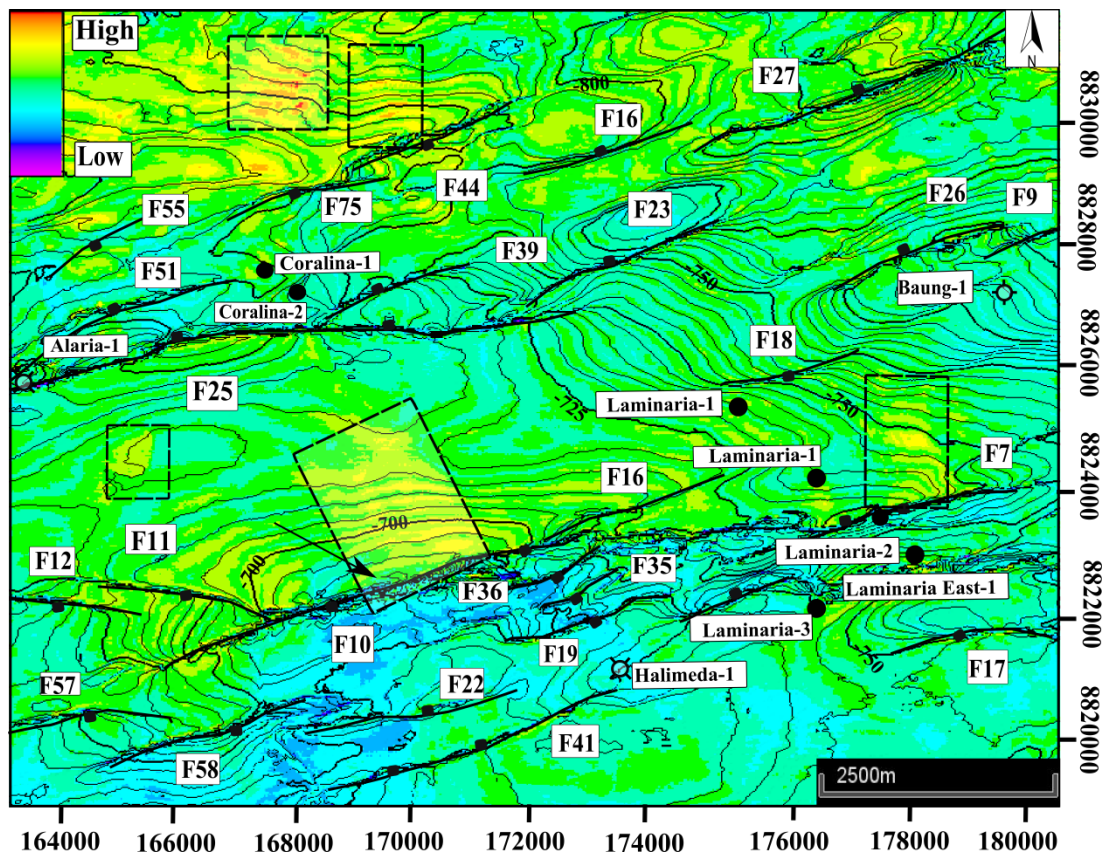 High
Low
N
F27
-800
F16
F55
F75
F44
F23
F26
F9
F51
Coralina-1
F39
Coralina-2
-750
Baung-1
Alaria-1
F18
F25
-725
Laminaria-1
-750
Laminaria-1
F7
F16
-700
F11
F12
Laminaria-2
-700
F35
F36
Laminaria East-1
F10
Laminaria-3
F19
-750
F17
Halimeda-1
F57
F22
F41
F58
2500m
8830000
8828000
8826000
8824000
8822000
8820000
164000 166000 168000 170000 172000 174000 176000 178000 180000